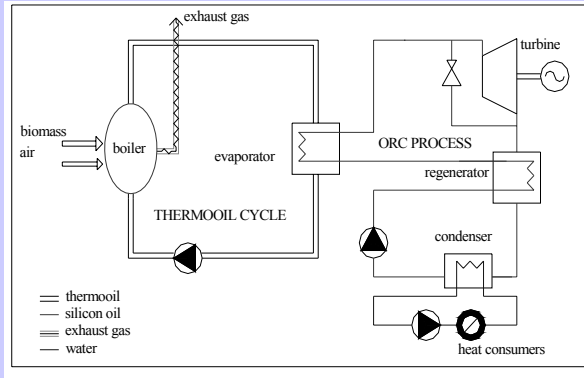 exhaust gas
turbine
biomass
air
boiler
evaporator
ORC PROCESS
regenerator
THERMOOIL CYCLE
condenser
thermooil
silicon oil
exhaust gas
water
heat consumers